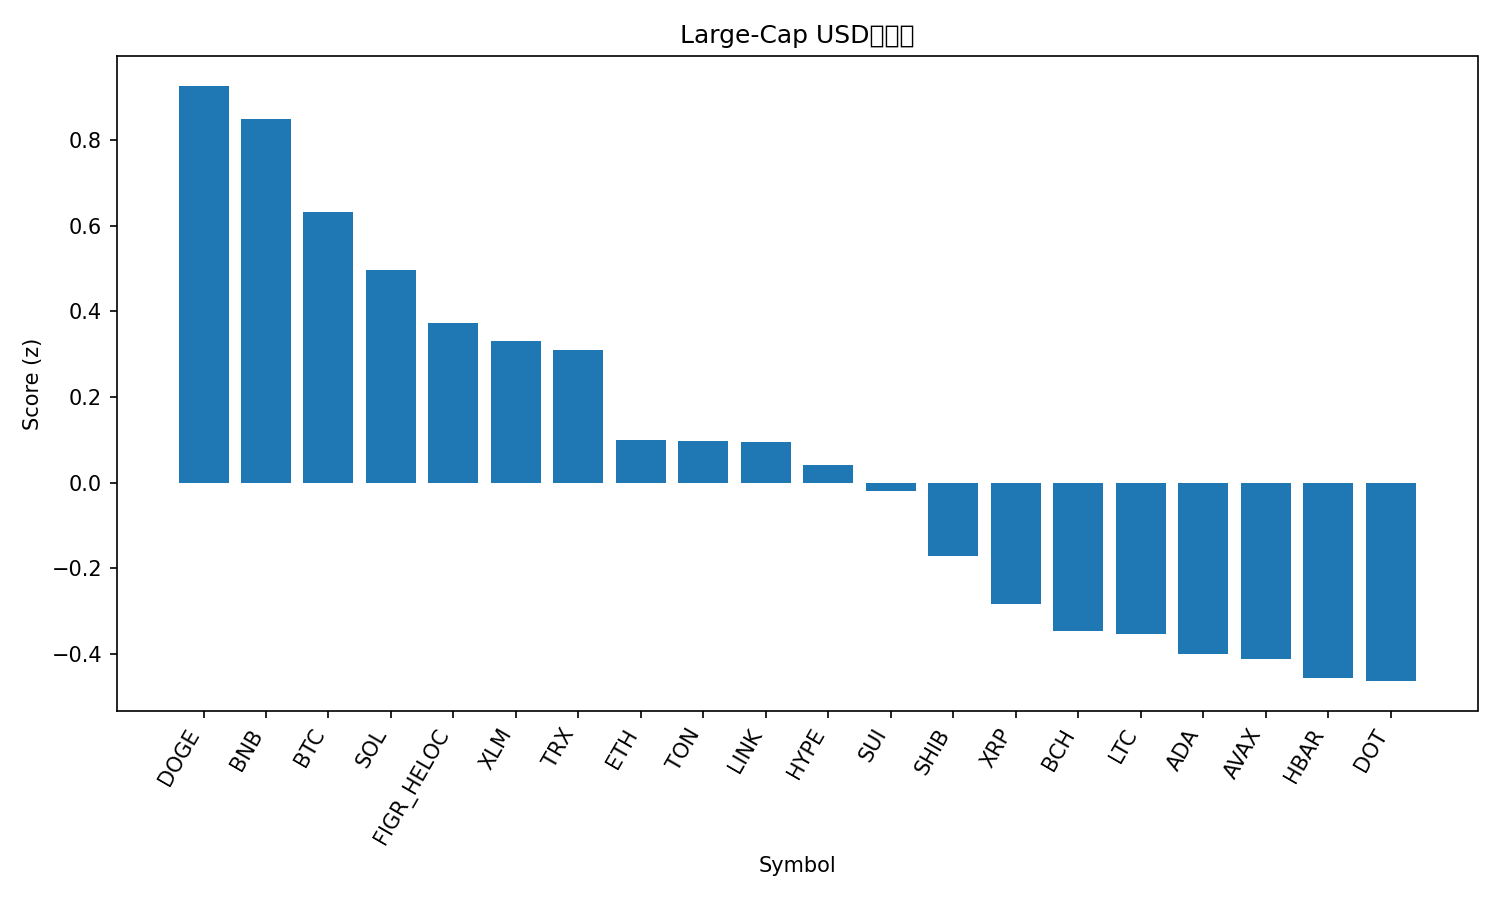 Large-Cap USD
Score (z)
0.8
0.6
0.4
0.2
0.0
−0.2
−0.4
DOGE
BNB
BTC
SOL
FIGR_HELOC
XLM
TRX
ETH
TON
LINK
HYPE
SUI
SHIB
XRP
BCH
LTC
ADA
AVAX
HBAR
DOT
Symbol